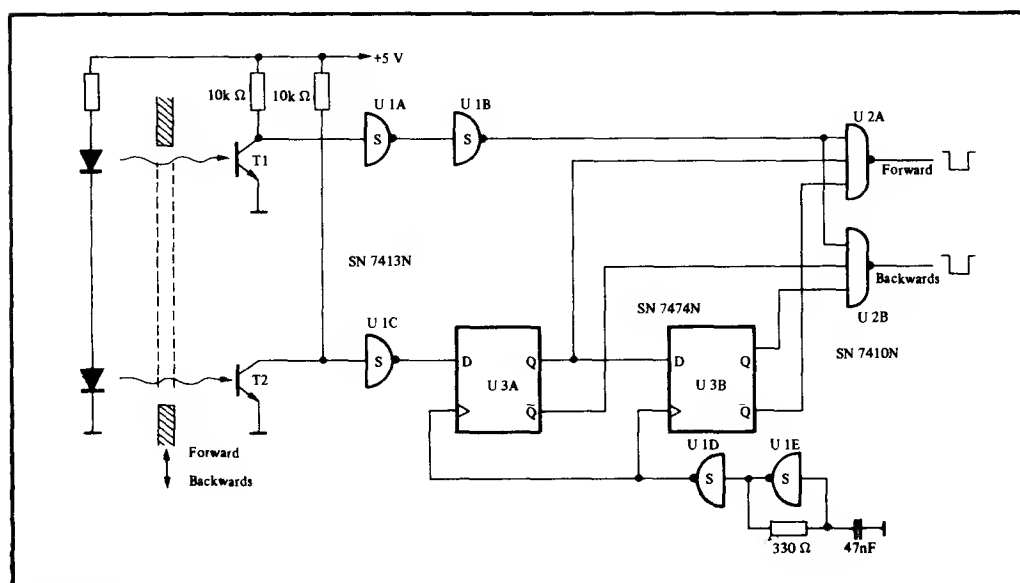 +5 V
10k Ω
10k Ω
U 1A
U 1B
U 2A
T1
Forward
SN 7413N
Backwards
SN 7474N
U 2B
U 1C
SN 7410N
D
Q
D
Q
T2
U 3A
U 3B
Q̅
Q̅
S
S
S
U 1D
U 1E
Forward
S
S
Backwards
330 Ω
47nF